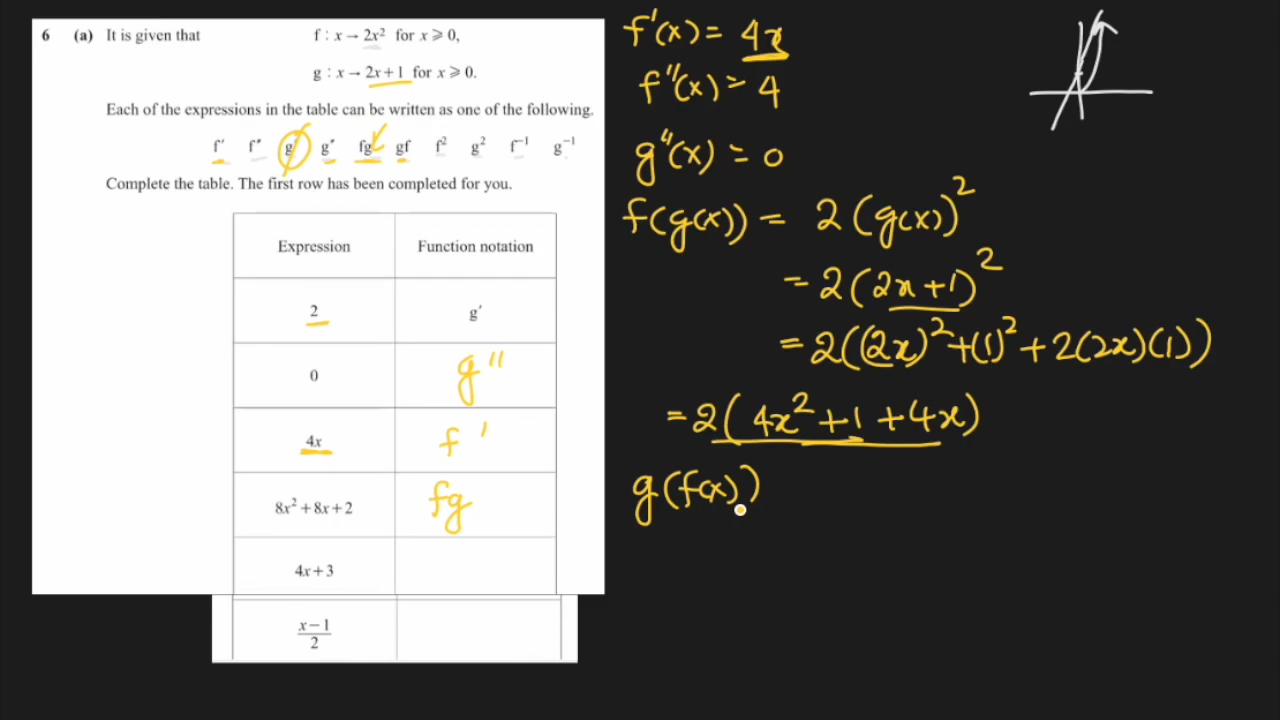 6 (a) It is given that f : x → 2x² for x ⩾ 0,
g : x → 2x + 1 for x ⩾ 0.
Each of the expressions in the table can be written as one of the following.
f′ f″ g′ g″ fg gf f² g² f⁻¹ g⁻¹
Complete the table. The first row has been completed for you.
Expression Function notation
2 g′
0 g″
4x f′
8x² + 8x + 2 fg
4x + 3
x − 1
2
f'(x) = 4x
f''(x) = 4
g''(x) = 0
f(g(x)) = 2(g(x))²
= 2(2x+1)²
= 2((2x)²+(1)²+2(2x)(1))
= 2(4x²+1+4x)
g(f(x))